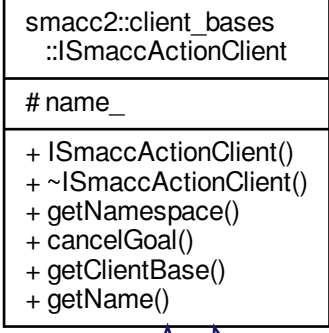 smacc2::client_bases
::ISmaccActionClient
# name_
+ ISmaccActionClient()
+ ~ISmaccActionClient()
+ getNamespace()
+ cancelGoal()
+ getClientBase()
+ getName()